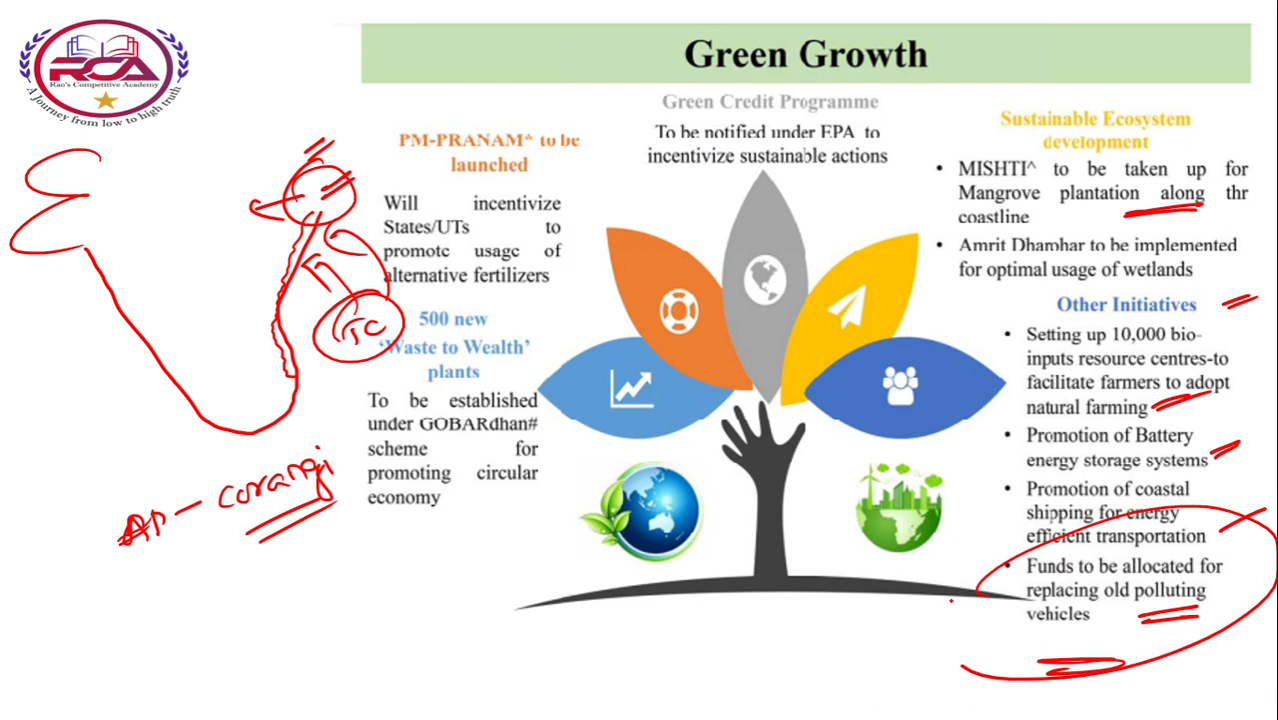 RCA
Rao's Competitive Academy
A Journey from low to high truth
Green Growth
Green Credit Programme
To be notified under EPA to
incentivize sustainable actions
PM-PRANAM* to be
launched
Will incentivize
States/UTs to
promote usage of
alternative fertilizers
500 new
'Waste to Wealth'
plants
To be established
under GOBARdhan#
scheme for
promoting circular
economy
Sustainable Ecosystem
development
• MISHTI^ to be taken up for
Mangrove plantation along thr
coastline
• Amrit Dharohar to be implemented
for optimal usage of wetlands
Other Initiatives
• Setting up 10,000 bio-
inputs resource centres-to
facilitate farmers to adopt
natural farming
• Promotion of Battery
energy storage systems
• Promotion of coastal
shipping for energy
efficient transportation
• Funds to be allocated for
replacing old polluting
vehicles
AP - corangi